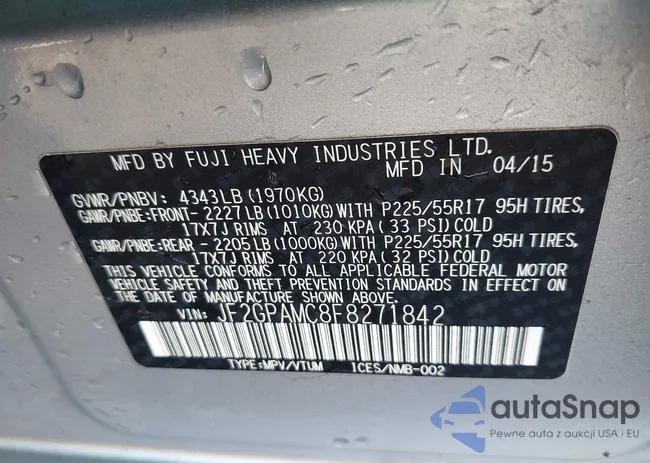 MFD BY FUJI HEAVY INDUSTRIES LTD.
MFD IN 04/15
GVWR/PNBV: 4343LB (1970KG)
GAWR/PNBE:FRONT- 2227LB (1010KG) WITH P225/55R17 95H TIRES,
17X7J RIMS AT 230 KPA (33 PSI) COLD
GAWR/PNBE:REAR - 2205LB (1000KG) WITH P225/55R17 95H TIRES,
17X7J RIMS AT 220 KPA (32 PSI) COLD
THIS VEHICLE CONFORMS TO ALL APPLICABLE FEDERAL MOTOR
VEHICLE SAFETY AND THEFT PREVENTION STANDARDS IN EFFECT
ON THE DATE OF MANUFACTURE SHOWN ABOVE.
VIN: JF2GPAMC8F8271842
TYPE:MPV/VTUM ICES/NMB-002
autaSnap
Pewne auta z aukcji USA i EU